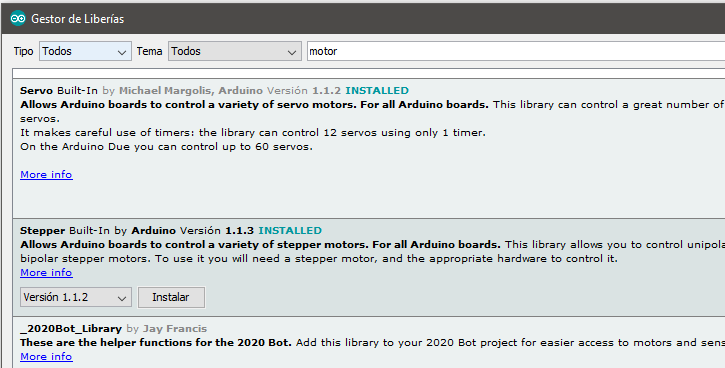 Gestor de Liberías
Tipo Todos Tema Todos motor
Servo Built-In by Michael Margolis, Arduino Versión 1.1.2 INSTALLED
Allows Arduino boards to control a variety of servo motors. For all Arduino boards. This library can control a great number of
servos.
It makes careful use of timers: the library can control 12 servos using only 1 timer.
On the Arduino Due you can control up to 60 servos.
More info
Stepper Built-In by Arduino Versión 1.1.3 INSTALLED
Allows Arduino boards to control a variety of stepper motors. For all Arduino boards. This library allows you to control unipola
bipolar stepper motors. To use it you will need a stepper motor, and the appropriate hardware to control it.
More info
Versión 1.1.2 Instalar
_2020Bot_Library by Jay Francis
These are the helper functions for the 2020 Bot. Add this library to your 2020 Bot project for easier access to motors and sens
More info